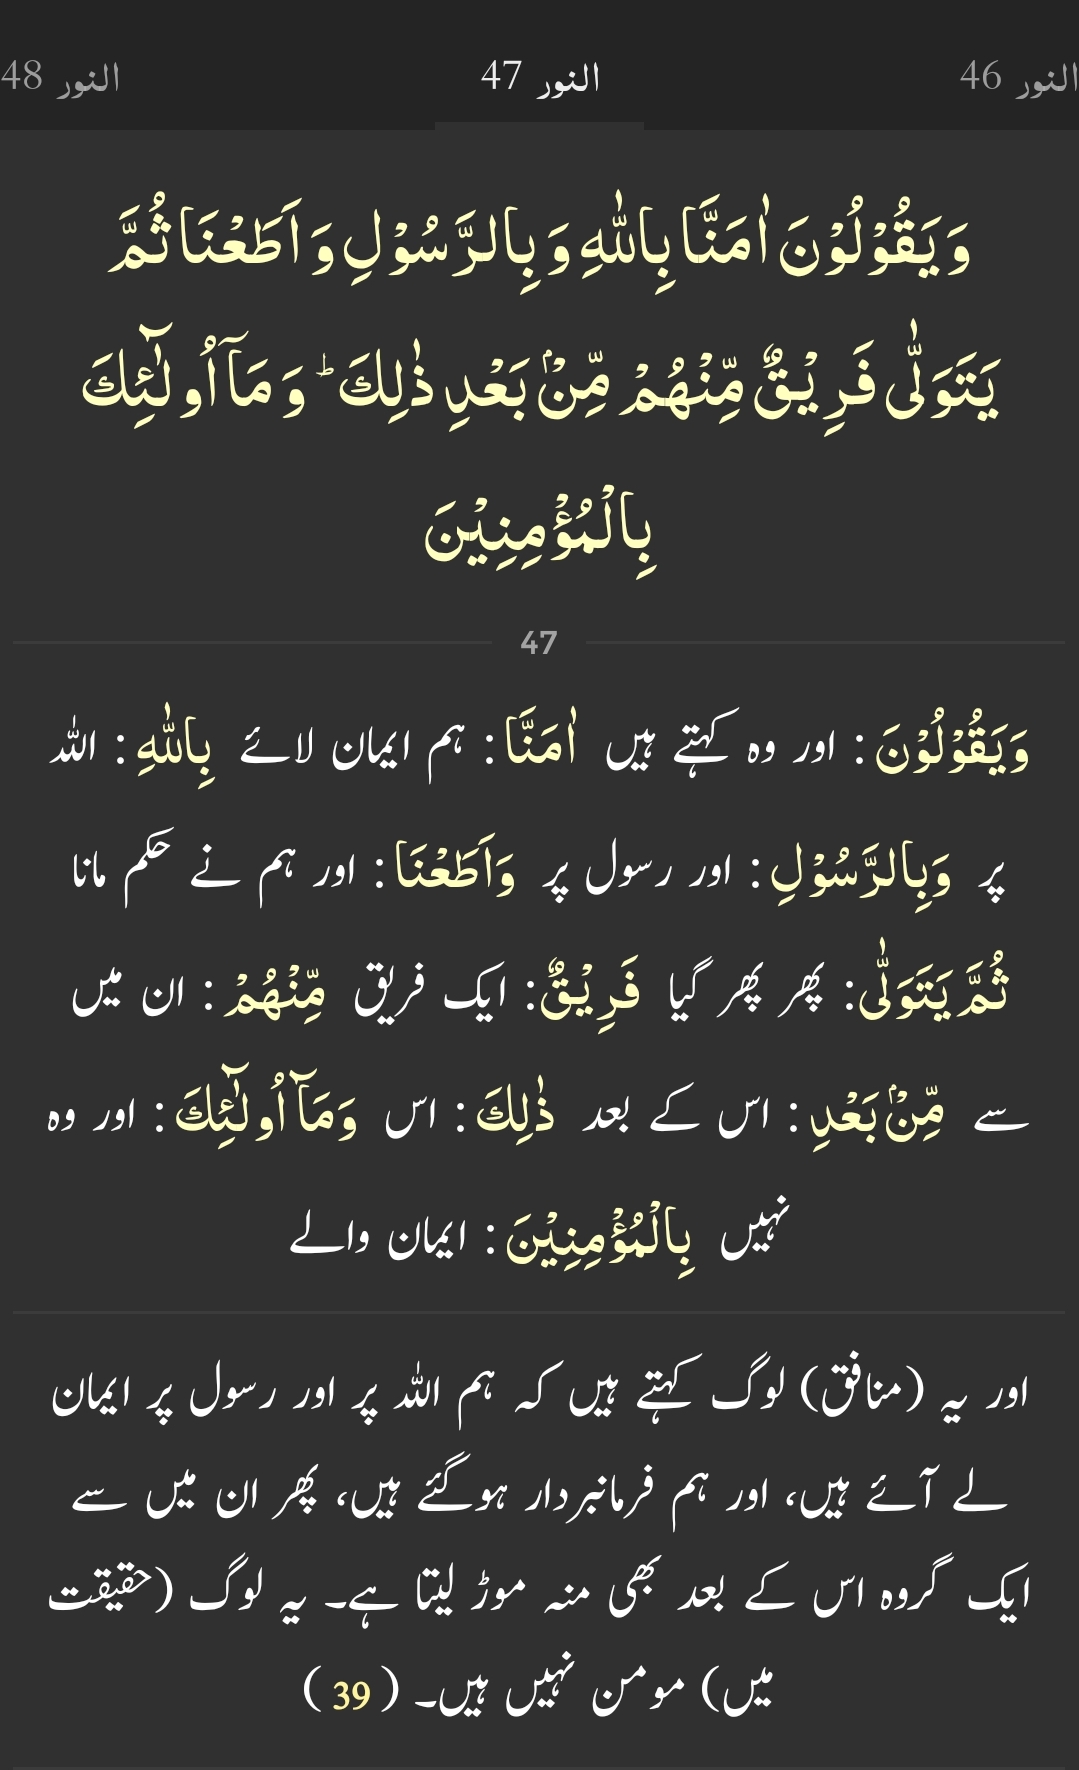 النور 46 النور 47 النور 48
وَ يَقُوْلُوْنَ اٰمَنَّا بِاللّٰهِ وَ بِالرَّسُوْلِ وَ اَطَعْنَا ثُمَّ
يَتَوَلّٰى فَرِيْقٌ مِّنْهُمْ مِّنْۢ بَعْدِ ذٰلِكَ ؕ وَ مَاۤ اُولٰٓئِكَ
بِالْمُؤْمِنِيْنَ
47
وَيَقُوْلُوْنَ : اور وہ کہتے ہیں اٰمَنَّا : ہم ایمان لائے بِاللّٰهِ : اللہ
پر وَبِالرَّسُوْلِ : اور رسول پر وَاَطَعْنَا : اور ہم نے حکم مانا
ثُمَّ يَتَوَلّٰى : پھر پھر گیا فَرِيْقٌ : ایک فریق مِّنْهُمْ : ان میں
سے مِّنْۢ بَعْدِ : اس کے بعد ذٰلِكَ : اس وَمَآ اُولٰٓئِكَ : اور وہ
نہیں بِالْمُؤْمِنِيْنَ : ایمان والے
اور یہ (منافق) لوگ کہتے ہیں کہ ہم اللہ پر اور رسول پر ایمان
لے آئے ہیں، اور ہم فرمانبردار ہوگئے ہیں، پھر ان میں سے
ایک گروہ اس کے بعد بھی منہ موڑ لیتا ہے۔ یہ لوگ (حقیقت
میں) مومن نہیں ہیں۔ ( 39 )